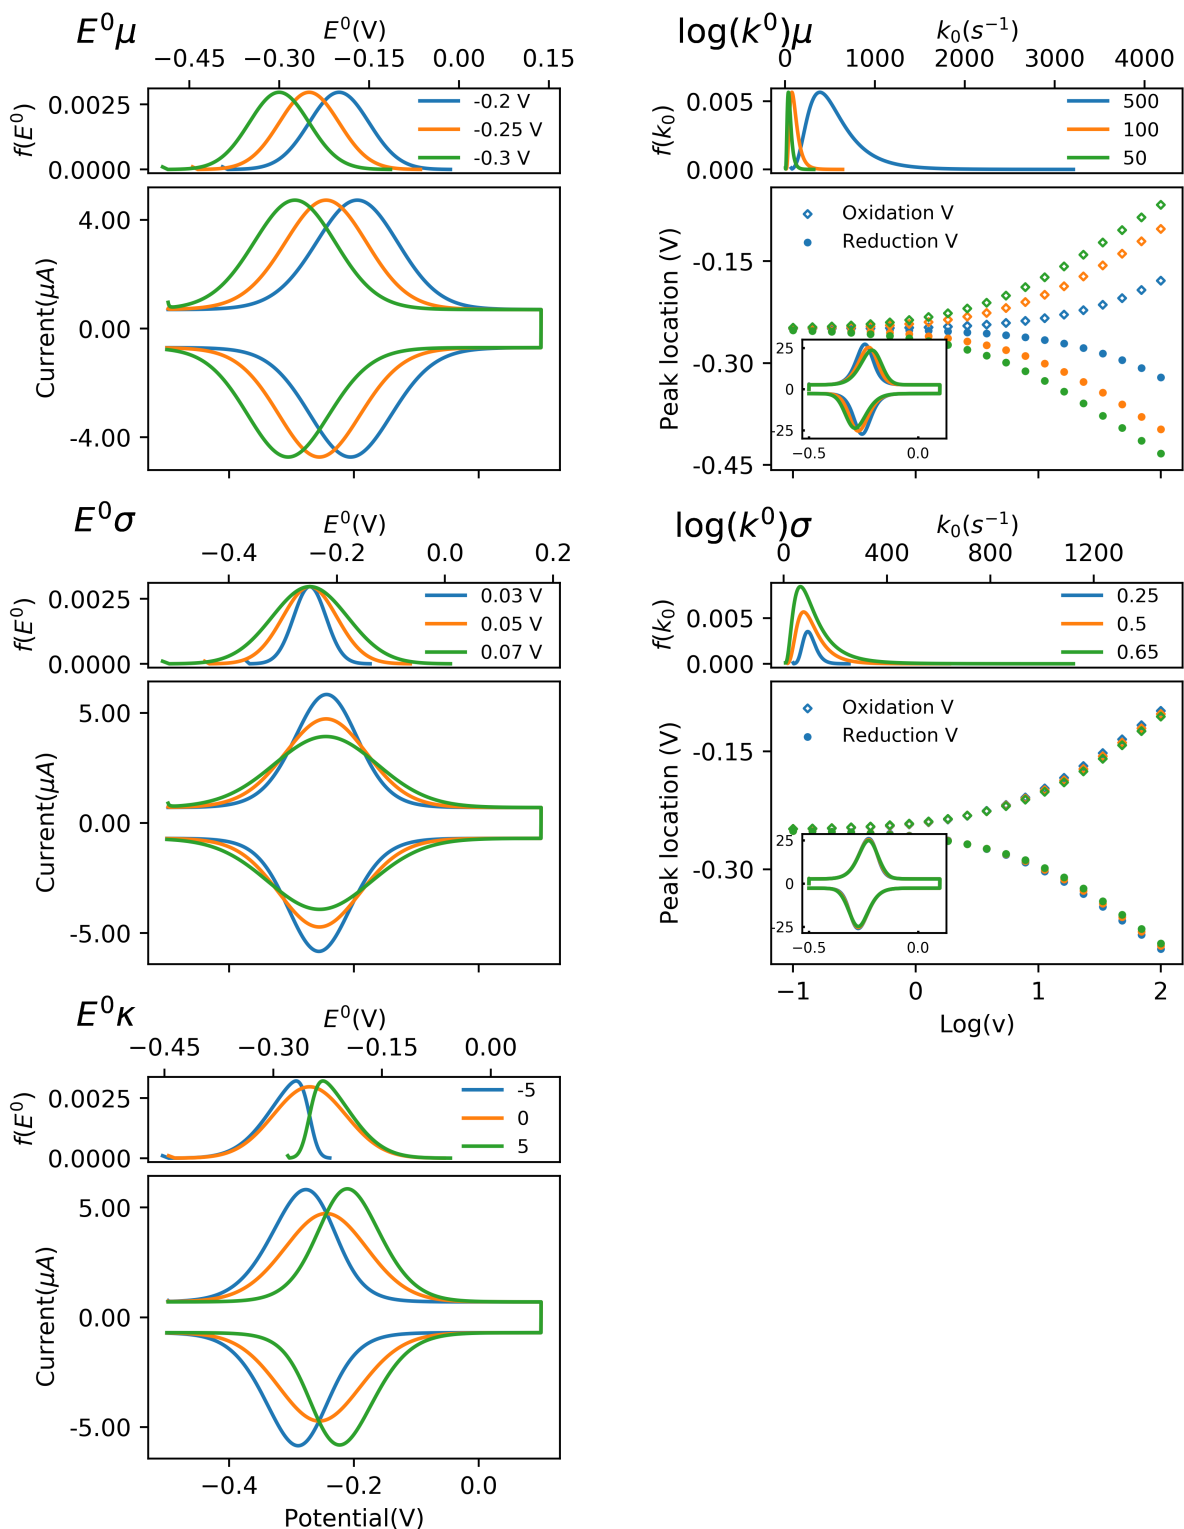 E⁰μ
E⁰(V)
−0.45 −0.30 −0.15 0.00 0.15
f(E⁰)
0.0025
0.0000
-0.2 V
-0.25 V
-0.3 V
Current(μA)
4.00
0.00
-4.00
log(k⁰)μ
k₀(s⁻¹)
0 1000 2000 3000 4000
f(k₀)
0.005
0.000
500
100
50
Peak location (V)
-0.15
-0.30
-0.45
Oxidation V
Reduction V
25
0
-25
−0.5 0.0
E⁰σ
E⁰(V)
−0.4 −0.2 0.0 0.2
f(E⁰)
0.0025
0.0000
0.03 V
0.05 V
0.07 V
Current(μA)
5.00
0.00
-5.00
log(k⁰)σ
k₀(s⁻¹)
0 400 800 1200
f(k₀)
0.005
0.000
0.25
0.5
0.65
Peak location (V)
-0.15
-0.30
Oxidation V
Reduction V
25
0
-25
−0.5 0.0
−1 0 1 2
Log(v)
E⁰κ
E⁰(V)
−0.45 −0.30 −0.15 0.00
f(E⁰)
0.0025
0.0000
-5
0
5
Current(μA)
5.00
0.00
-5.00
−0.4 −0.2 0.0
Potential(V)